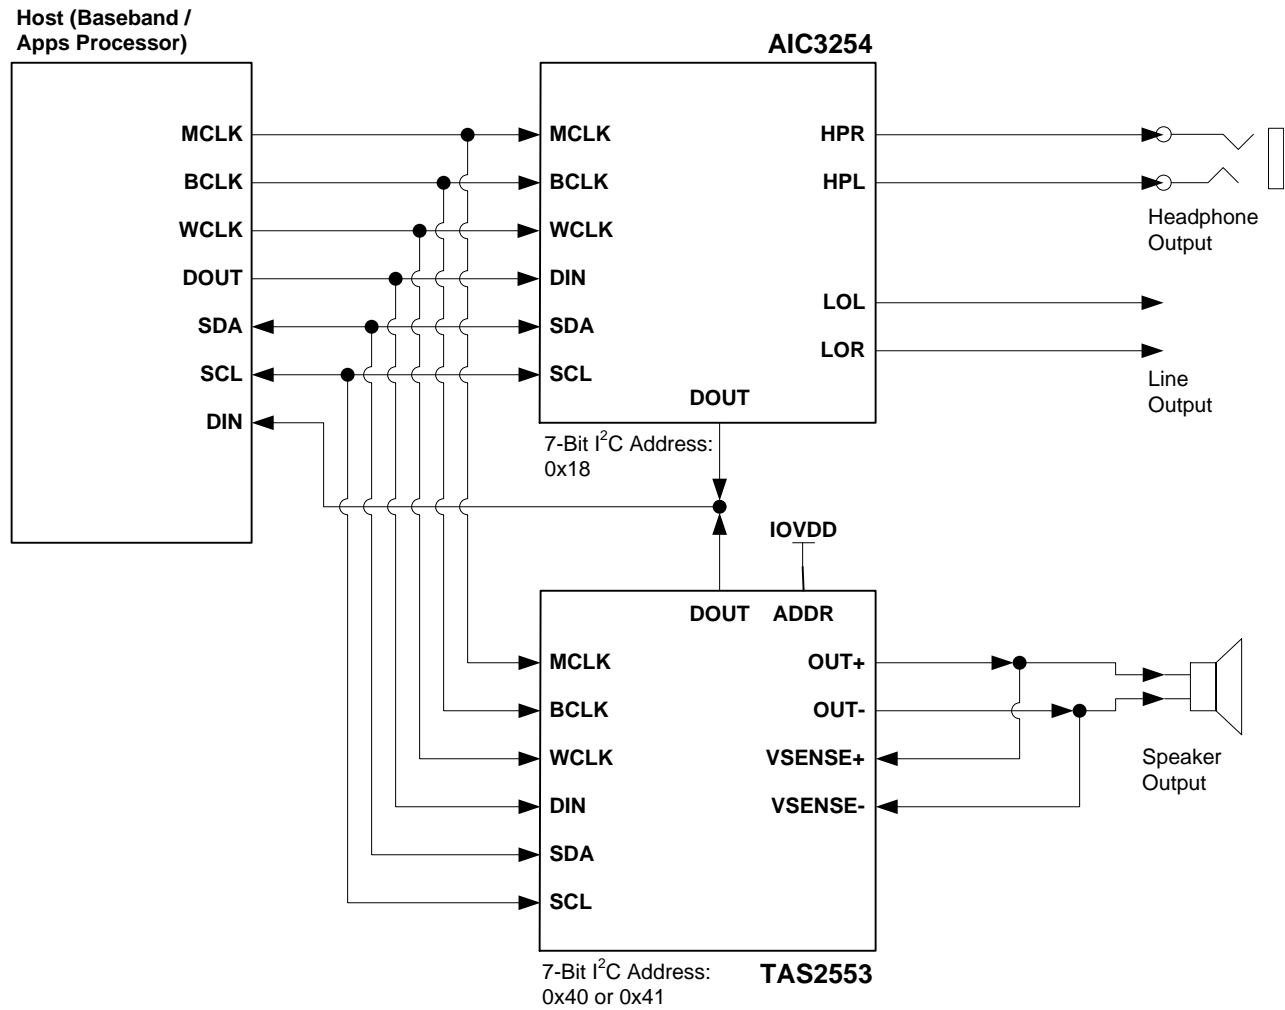 Host (Baseband /
Apps Processor)
MCLK
BCLK
WCLK
DOUT
SDA
SCL
DIN
AIC3254
MCLK
BCLK
WCLK
DIN
SDA
SCL
DOUT
HPR
HPL
LOL
LOR
Headphone
Output
Line
Output
7-Bit I²C Address:
0x18
IOVDD
DOUT ADDR
MCLK
BCLK
WCLK
DIN
SDA
SCL
OUT+
OUT-
VSENSE+
VSENSE-
Speaker
Output
7-Bit I²C Address:
0x40 or 0x41
TAS2553